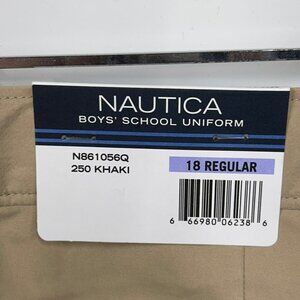 NAUTICA
BOYS' SCHOOL UNIFORM
N861056Q
250 KHAKI
18 REGULAR
6 66980 06238 6